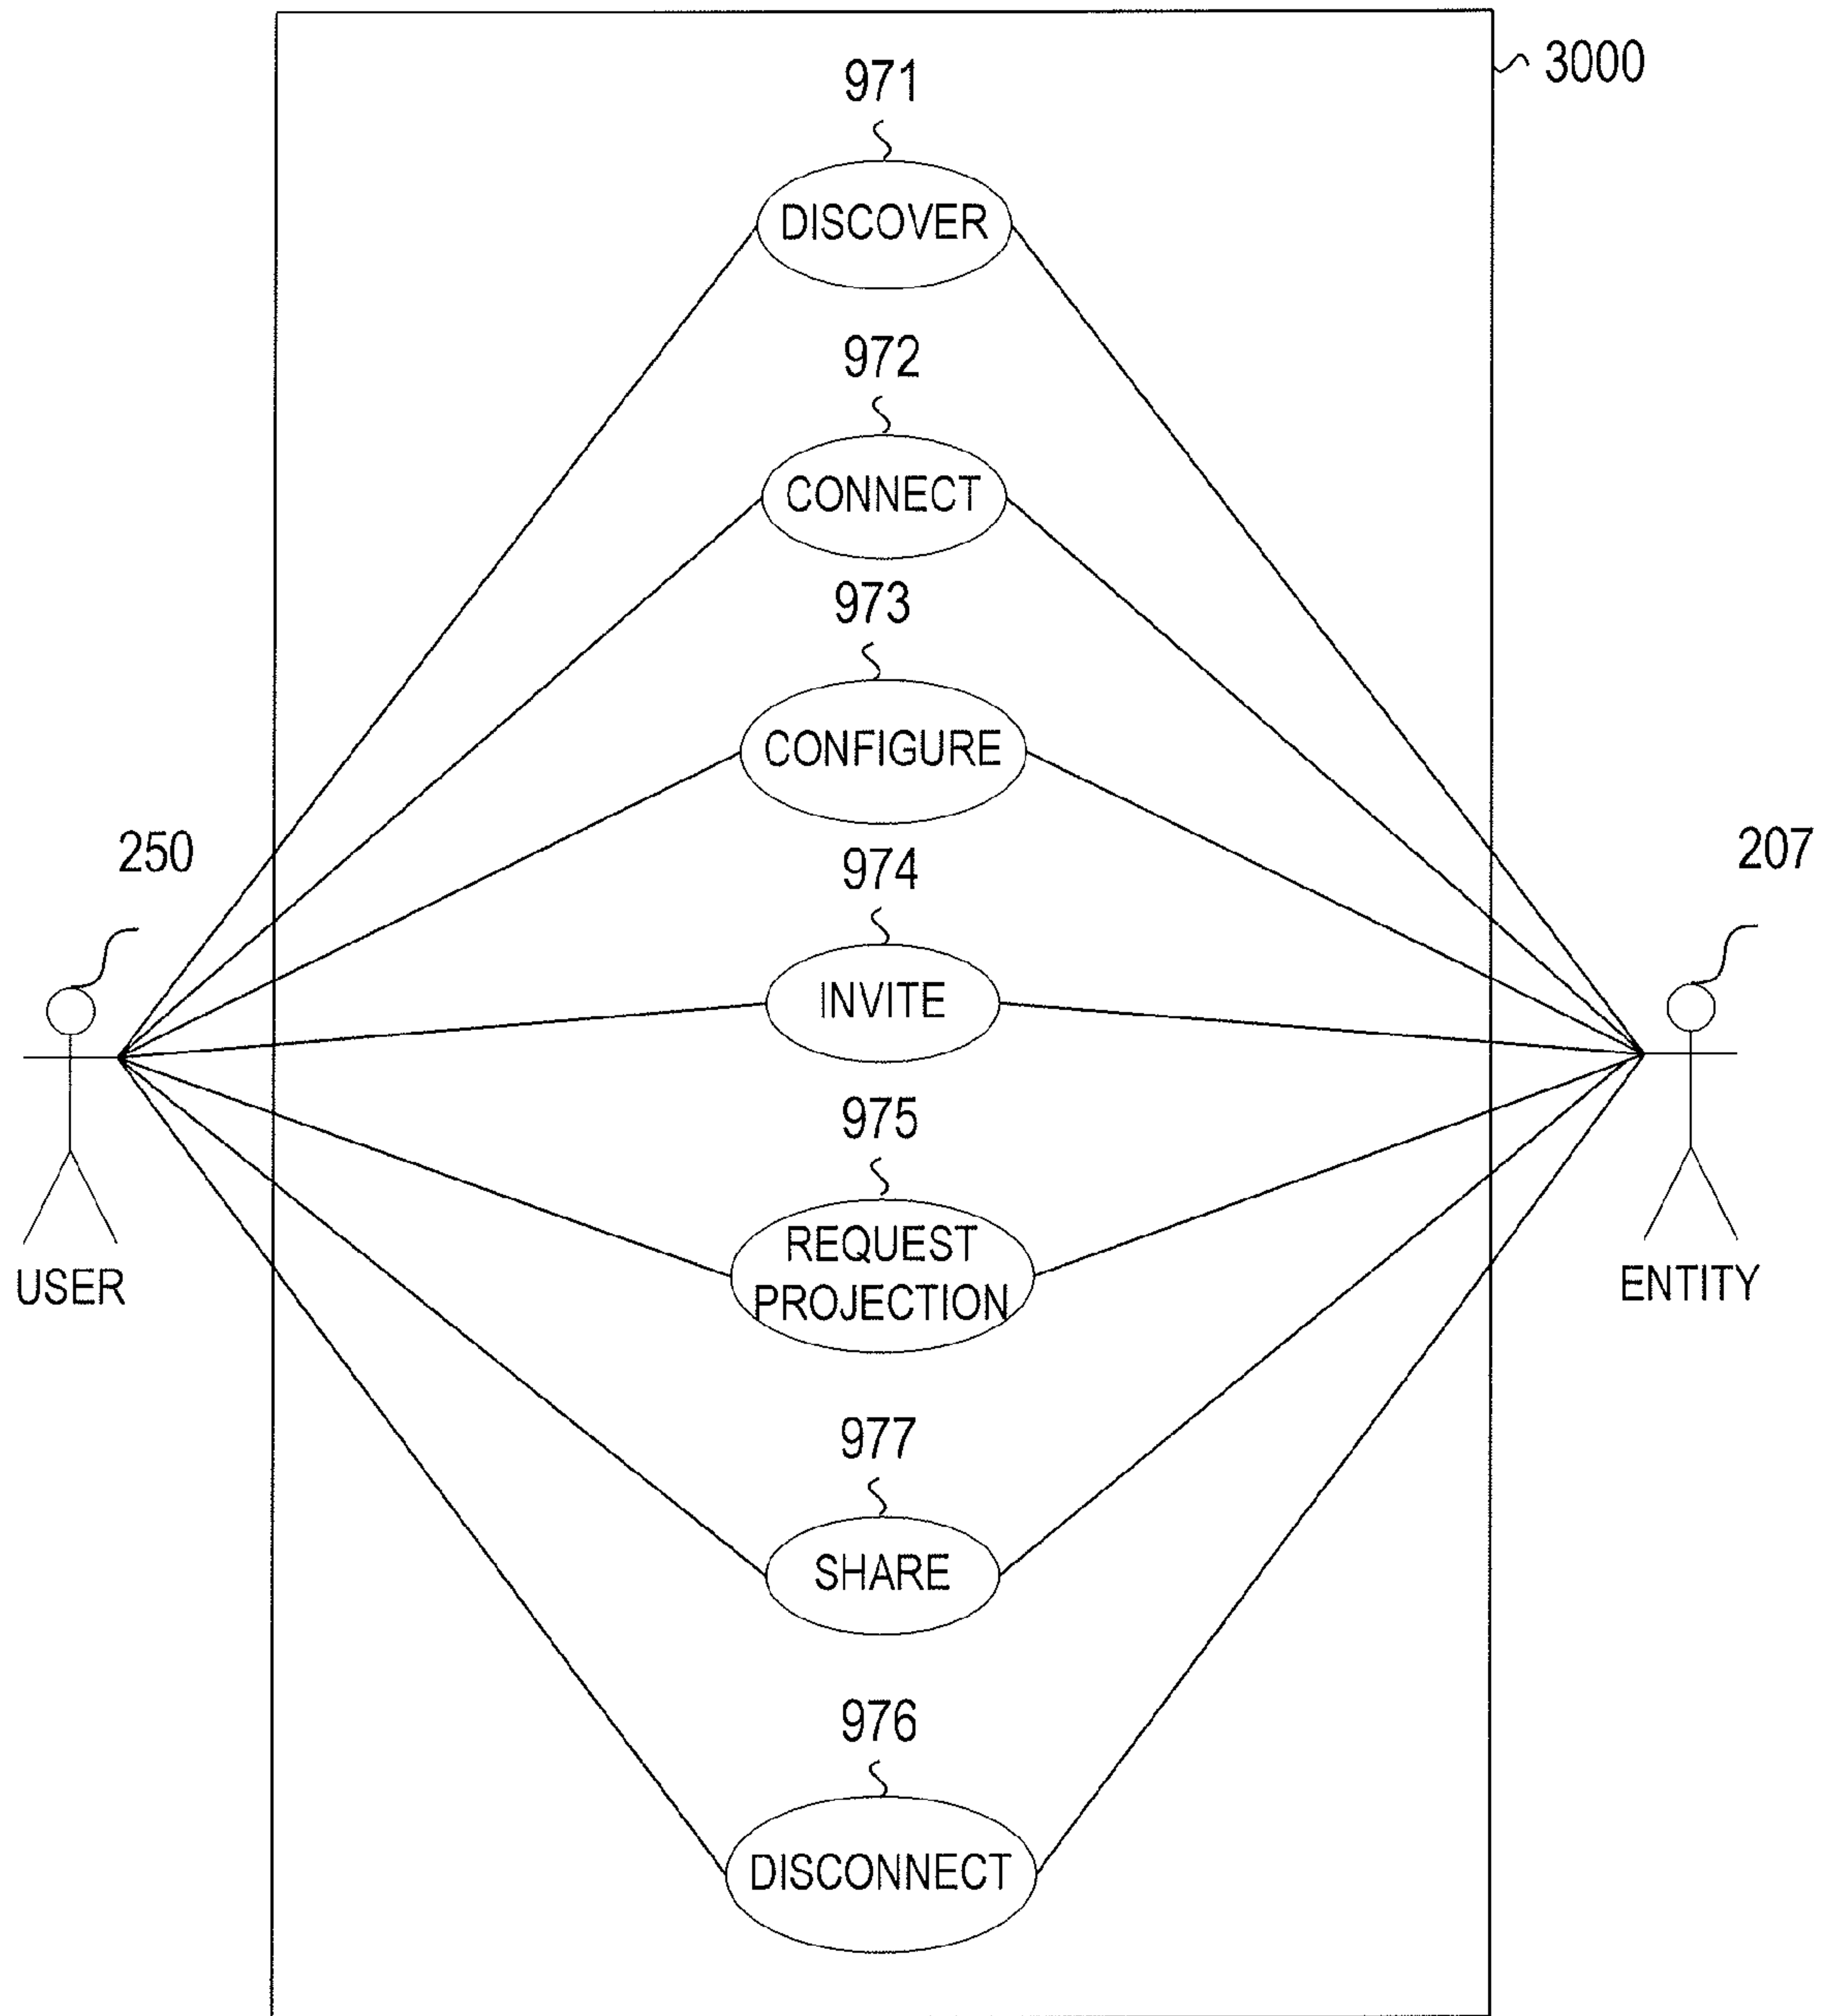 3000
971
DISCOVER
972
CONNECT
973
CONFIGURE
250
974
207
INVITE
975
REQUEST
PROJECTION
USER
ENTITY
977
SHARE
976
DISCONNECT